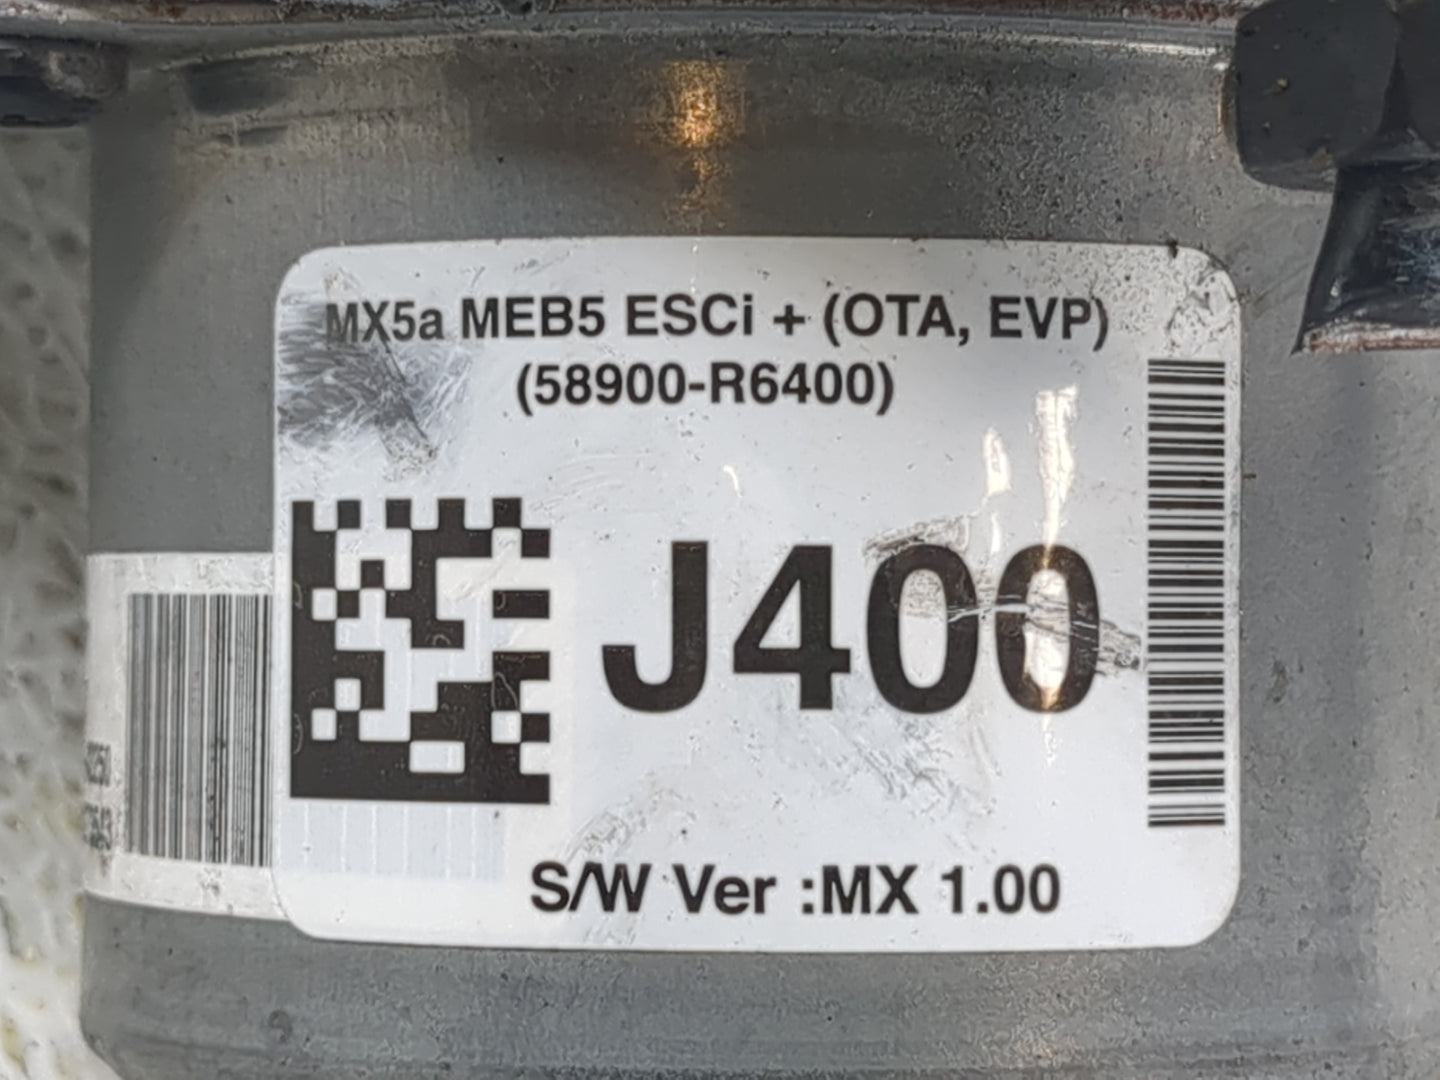 MX5a MEB5 ESCi + (OTA, EVP)
(58900-R6400)
J400
S/W Ver :MX 1.00